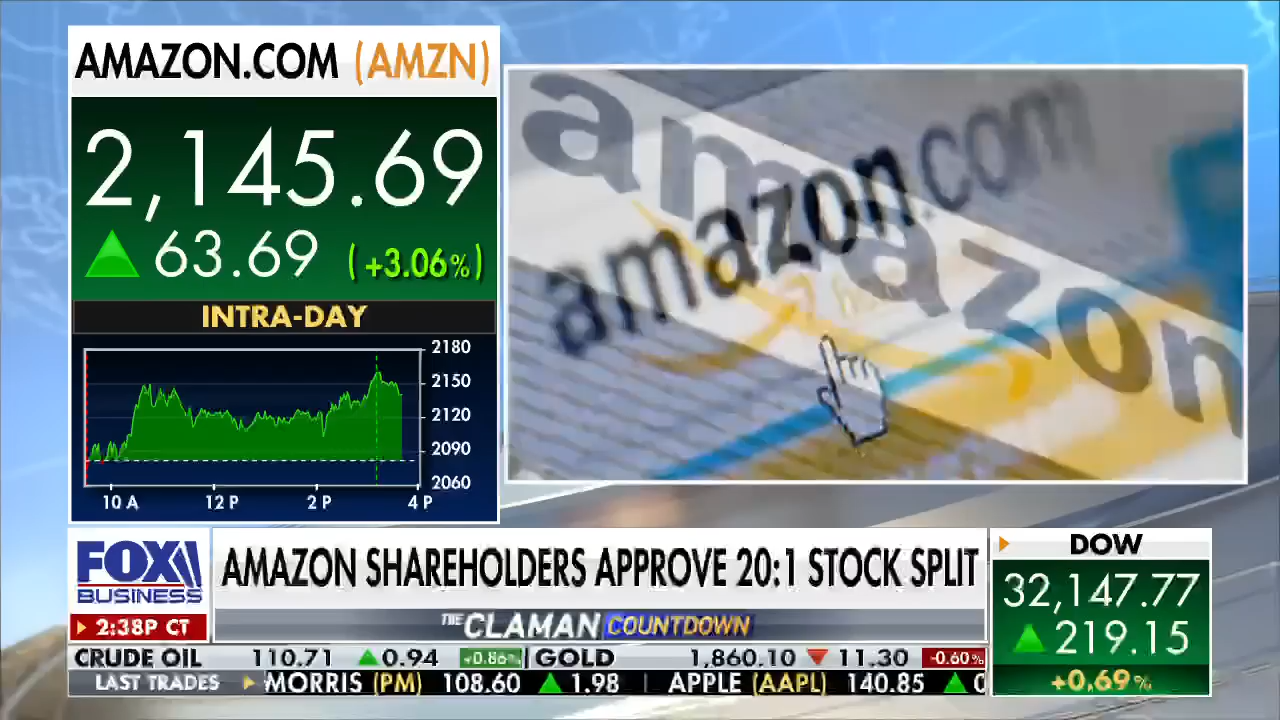 AMAZON.COM (AMZN)
2,145.69
▲ 63.69 (+3.06%)
INTRA-DAY
2180
2150
2120
2090
2060
10 A 12 P 2 P 4 P
amazon.com
amazon
FOX
BUSINESS
2:38P CT
AMAZON SHAREHOLDERS APPROVE 20:1 STOCK SPLIT
THE CLAMAN COUNTDOWN
DOW
32,147.77
▲ 219.15
+0.69%
CRUDE OIL 110.71 ▲ 0.94 +0.86% GOLD 1,860.10 ▼ 11.30 -0.60%
LAST TRADES MORRIS (PM) 108.60 ▲ 1.98 APPLE (AAPL) 140.85 ▲ 0